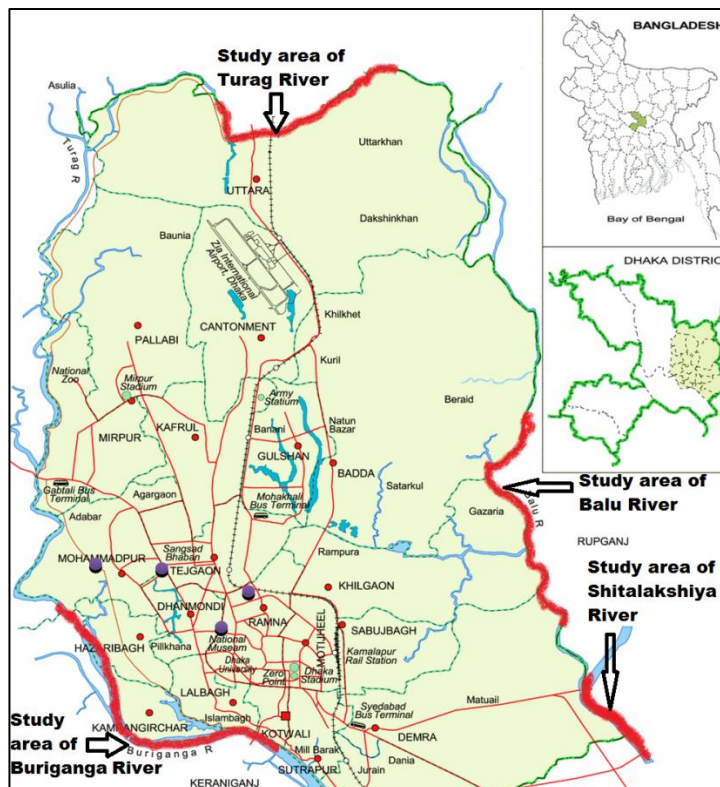 Study area of
Turag River
BANGLADESH
Bay of Bengal
DHAKA DISTRICT
Asulia
Turag R
Uttarkhan
UTTARA
Dakshinkhan
Baunia
Zia International
Airport, Dhaka
Khilkhet
PALLABI
CANTONMENT
Kuril
National
Zoo
Mirpur
Stadium
Army
Statium
Beraid
MIRPUR
KAFRUL
Banani
Natun
Bazar
GULSHAN
BADDA
Satarkul
Study area of
Balu River
Gabtali Bus
Terminal
Agargaon
Mohakhali
Bus Terminal
Gazaria
Balu R
Adabar
RUPGANJ
MOHAMMADPUR
Sangsad
Bhaban
Rampura
TEJGAON
KHILGAON
Study area of
Shitalakshiya
River
DHANMONDI
RAMNA
MOTIJHEEL
SABUJBAGH
HAZARIBAGH
Pillkhana
National
Museam
Kamalapur
Rail Station
Dhaka
University
Zero
Point
Dhaka
Stadium
LALBAGH
Matuail
Syedabad
Bus Terminal
Study
area of
Buriganga River
KAMRANGIRCHAR
Islambagh
KOTWALI
DEMRA
Buriganga R
Mill Barak
Dania
SUTRAPUR
Jurain
KERANIGANJ